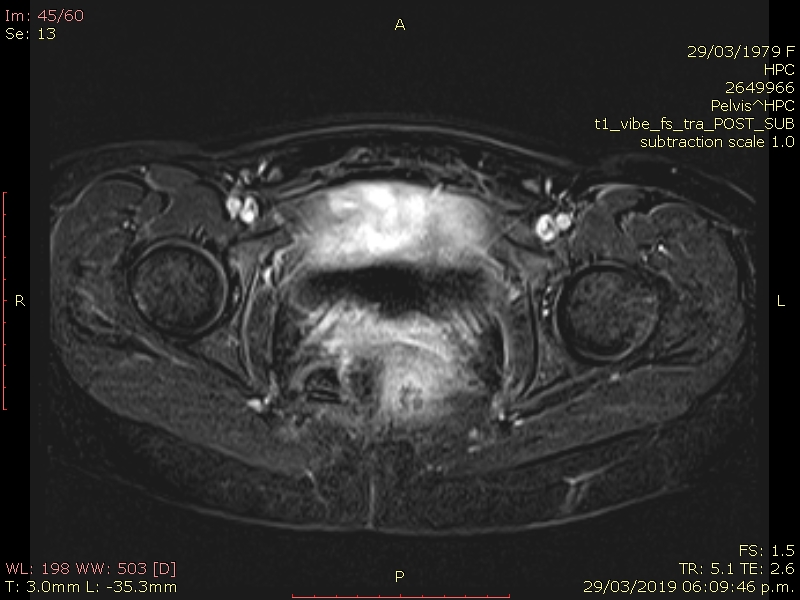 Im: 45/60
Se: 13
A
29/03/1979 F
HPC
2649966
Pelvis^HPC
t1_vibe_fs_tra_POST_SUB
subtraction scale 1.0
R
L
WL: 198 WW: 503 [D]
T: 3.0mm L: -35.3mm
P
FS: 1.5
TR: 5.1 TE: 2.6
29/03/2019 06:09:46 p.m.